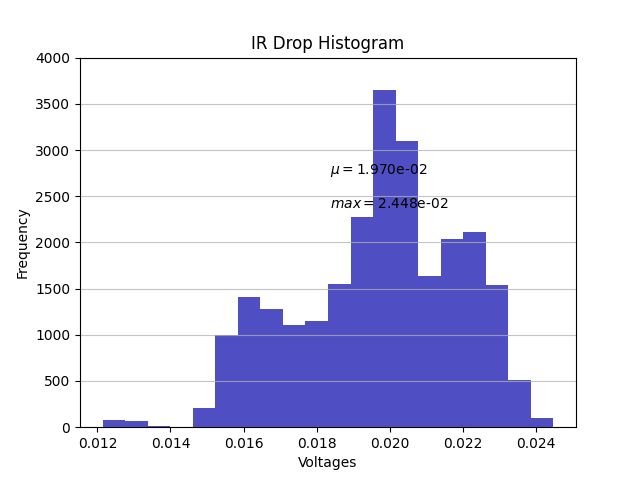 IR Drop Histogram
4000
3500
3000
2500
2000
1500
1000
500
0
Frequency
μ = 1.970e-02
max = 2.448e-02
0.012 0.014 0.016 0.018 0.020 0.022 0.024
Voltages